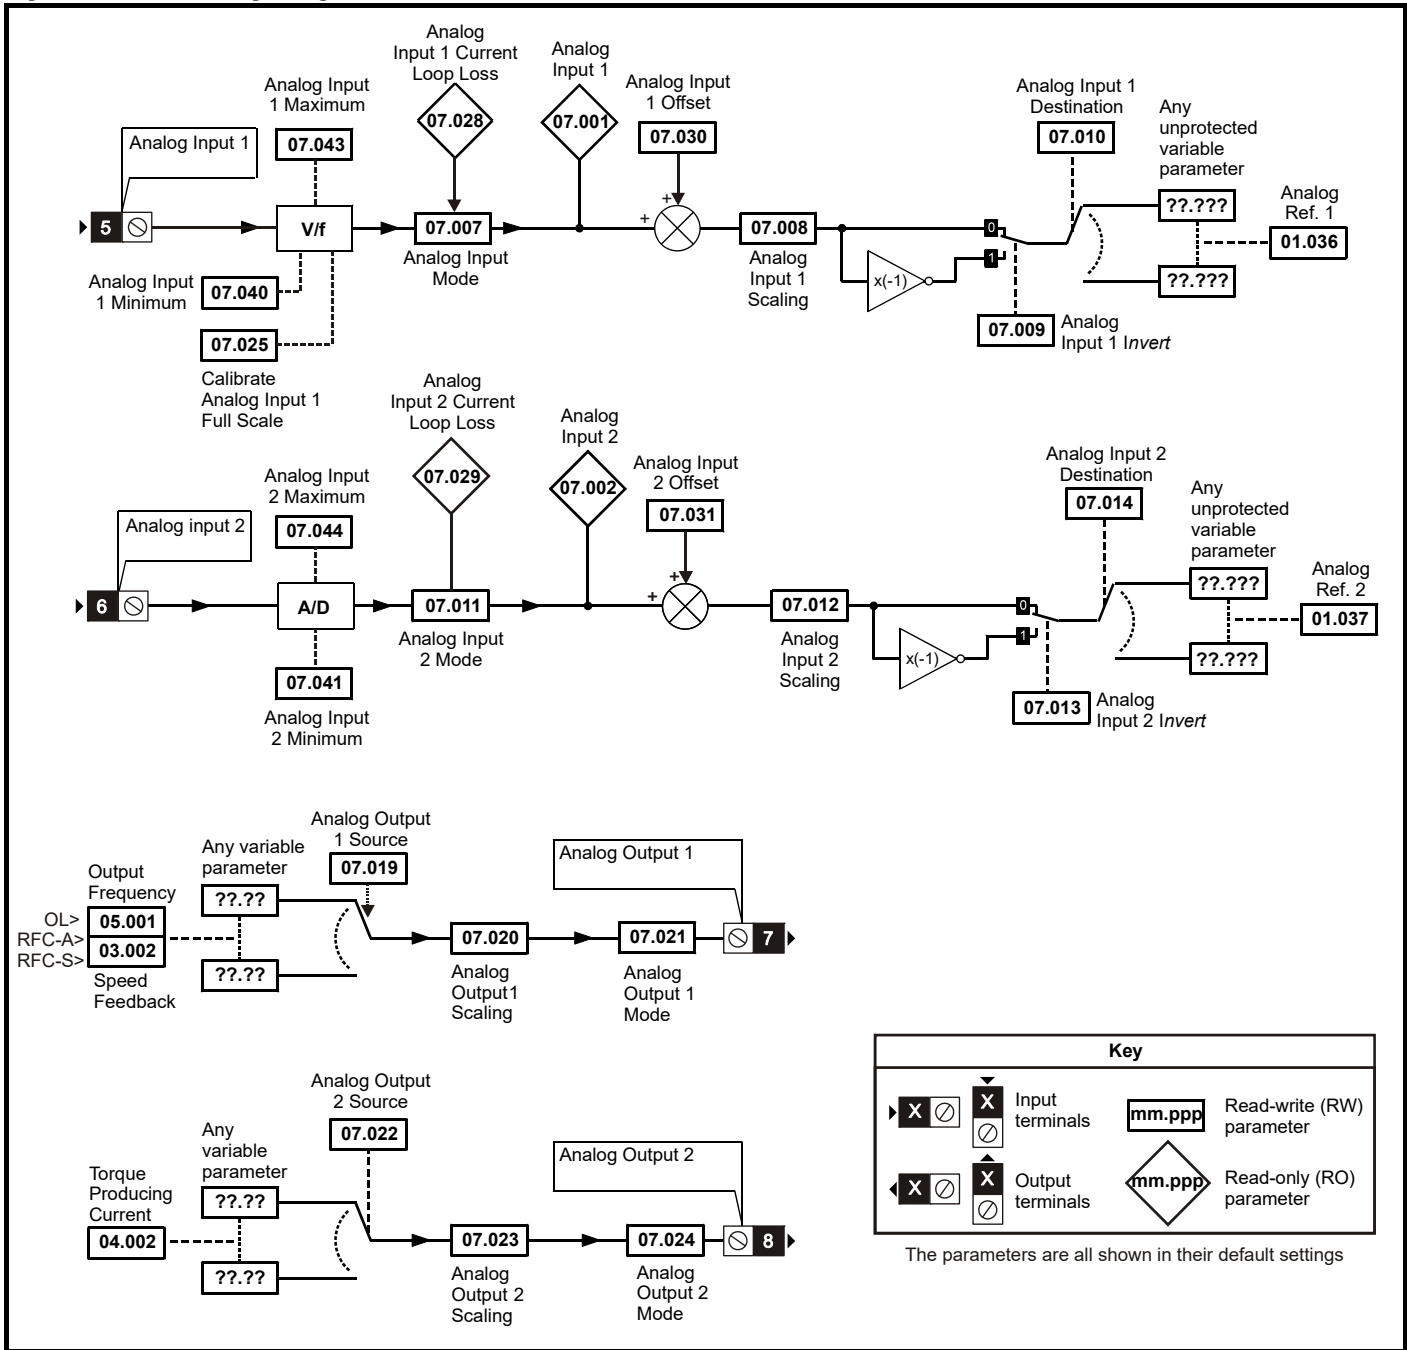 Analog
Input 1 Current
Loop Loss
Analog
Input 1
Analog Input
1 Maximum
Analog Input
1 Offset
Analog Input 1
Destination
Any
unprotected
variable
parameter
07.028
07.001
07.043
07.030
07.010
Analog Input 1
Analog
Ref. 1
5
V/f
07.007
+
+
07.008
0
1
??.???
01.036
??.???
Analog Input
Mode
Analog
Input 1
Scaling
x(-1)
Analog Input
1 Minimum
07.040
07.009
Analog
Input 1 Invert
07.025
Calibrate
Analog Input 1
Full Scale
Analog
Input 2 Current
Loop Loss
Analog
Input 2
Analog Input
2 Maximum
Analog Input
2 Offset
Analog Input 2
Destination
Any
unprotected
variable
parameter
07.029
07.002
07.044
07.031
07.014
Analog input 2
Analog
Ref. 2
6
A/D
07.011
+
+
07.012
0
1
??.???
01.037
??.???
Analog Input
2 Mode
Analog
Input 2
Scaling
x(-1)
07.041
Analog Input
2 Minimum
07.013
Analog
Input 2 Invert
Analog Output
1 Source
07.019
Any variable
parameter
Analog Output 1
Output
Frequency
OL>
05.001
RFC-A>
03.002
RFC-S>
Speed
Feedback
??.??
??.??
07.020
07.021
7
Analog
Output1
Scaling
Analog
Output 1
Mode
Analog Output
2 Source
07.022
Any
variable
parameter
Analog Output 2
Torque
Producing
Current
04.002
??.??
??.??
07.023
07.024
8
Analog
Output 2
Scaling
Analog
Output 2
Mode
Key
X
X
Input
terminals
mm.ppp
Read-write (RW)
parameter
X
X
Output
terminals
mm.ppp
Read-only (RO)
parameter
The parameters are all shown in their default settings